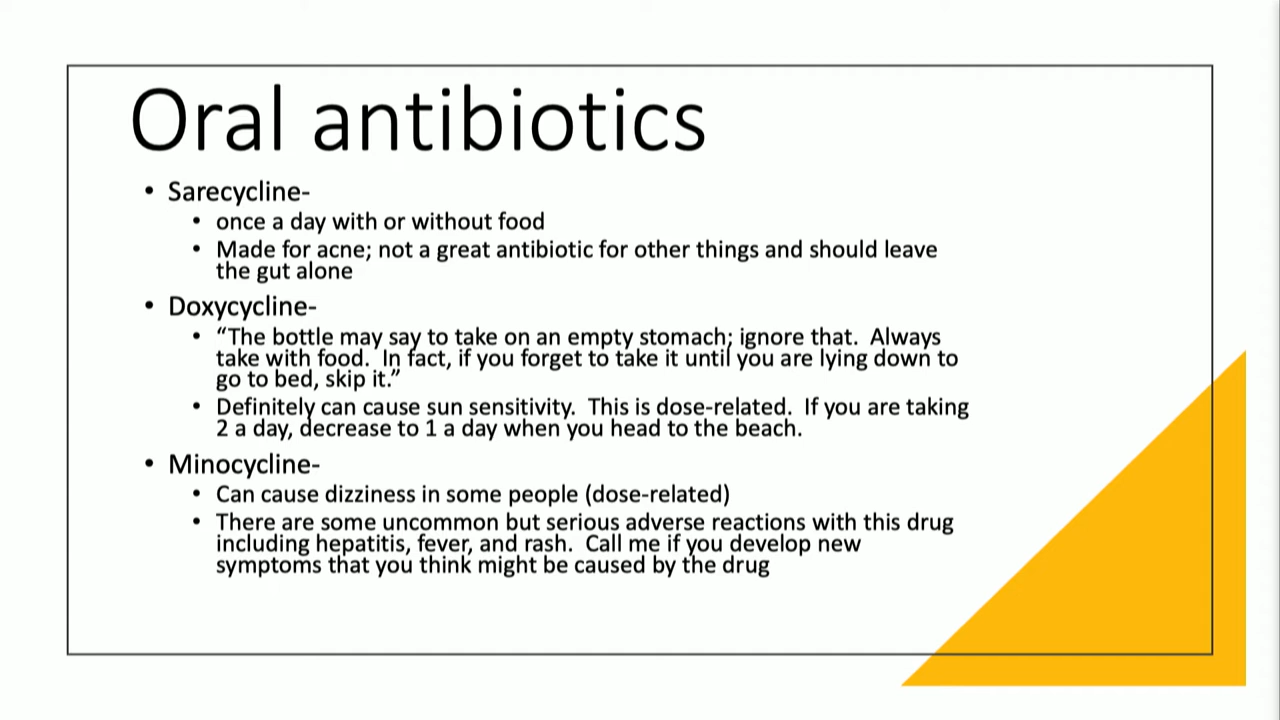 Oral antibiotics
• Sarecycline-
• once a day with or without food
• Made for acne; not a great antibiotic for other things and should leave
the gut alone
• Doxycycline-
• “The bottle may say to take on an empty stomach; ignore that.  Always
take with food.  In fact, if you forget to take it until you are lying down to
go to bed, skip it.”
• Definitely can cause sun sensitivity.  This is dose-related.  If you are taking
2 a day, decrease to 1 a day when you head to the beach.
• Minocycline-
• Can cause dizziness in some people (dose-related)
• There are some uncommon but serious adverse reactions with this drug
including hepatitis, fever, and rash.  Call me if you develop new
symptoms that you think might be caused by the drug